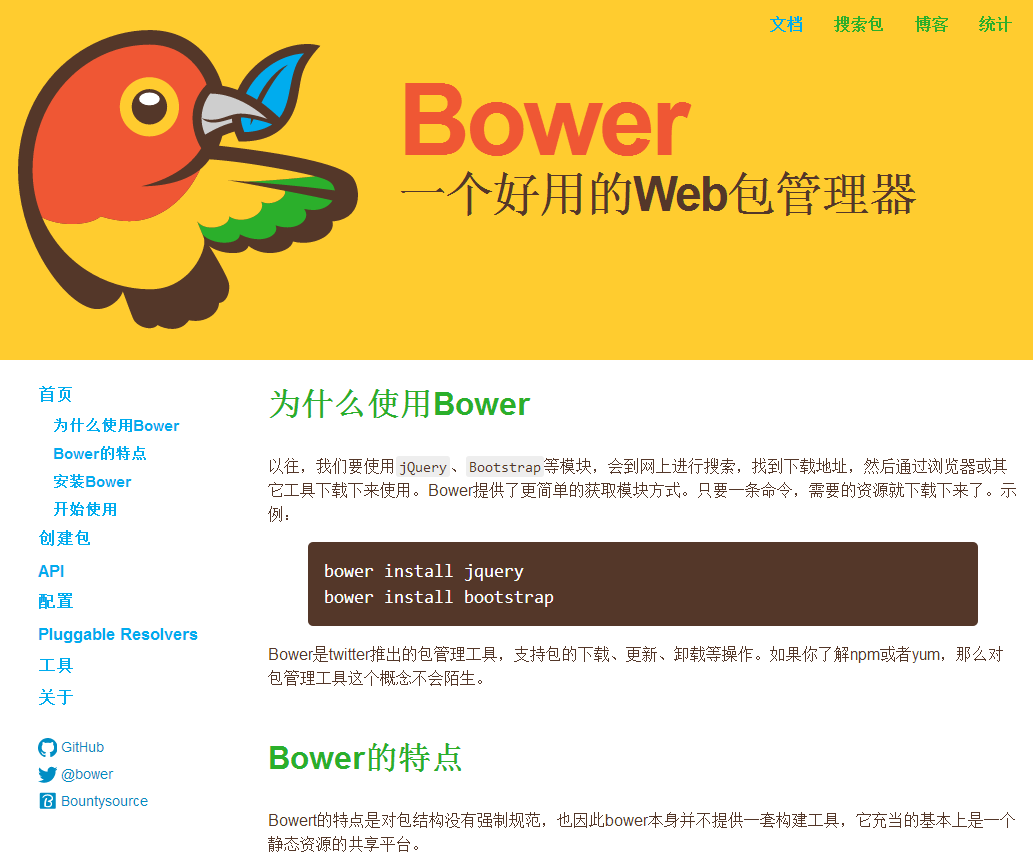 文档 搜索包 博客 统计
Bower
一个好用的Web包管理器
首页
为什么使用Bower
Bower的特点
安装Bower
开始使用
创建包
API
配置
Pluggable Resolvers
工具
关于
GitHub
@bower
Bountysource
为什么使用Bower
以往，我们要使用jQuery、Bootstrap等模块，会到网上进行搜索，找到下载地址，然后通过浏览器或其
它工具下载下来使用。Bower提供了更简单的获取模块方式。只要一条命令，需要的资源就下载下来了。示
例：
bower install jquery
bower install bootstrap
Bower是twitter推出的包管理工具，支持包的下载、更新、卸载等操作。如果你了解npm或者yum，那么对
包管理工具这个概念不会陌生。
Bower的特点
Bowert的特点是对包结构没有强制规范，也因此bower本身并不提供一套构建工具，它充当的基本上是一个
静态资源的共享平台。